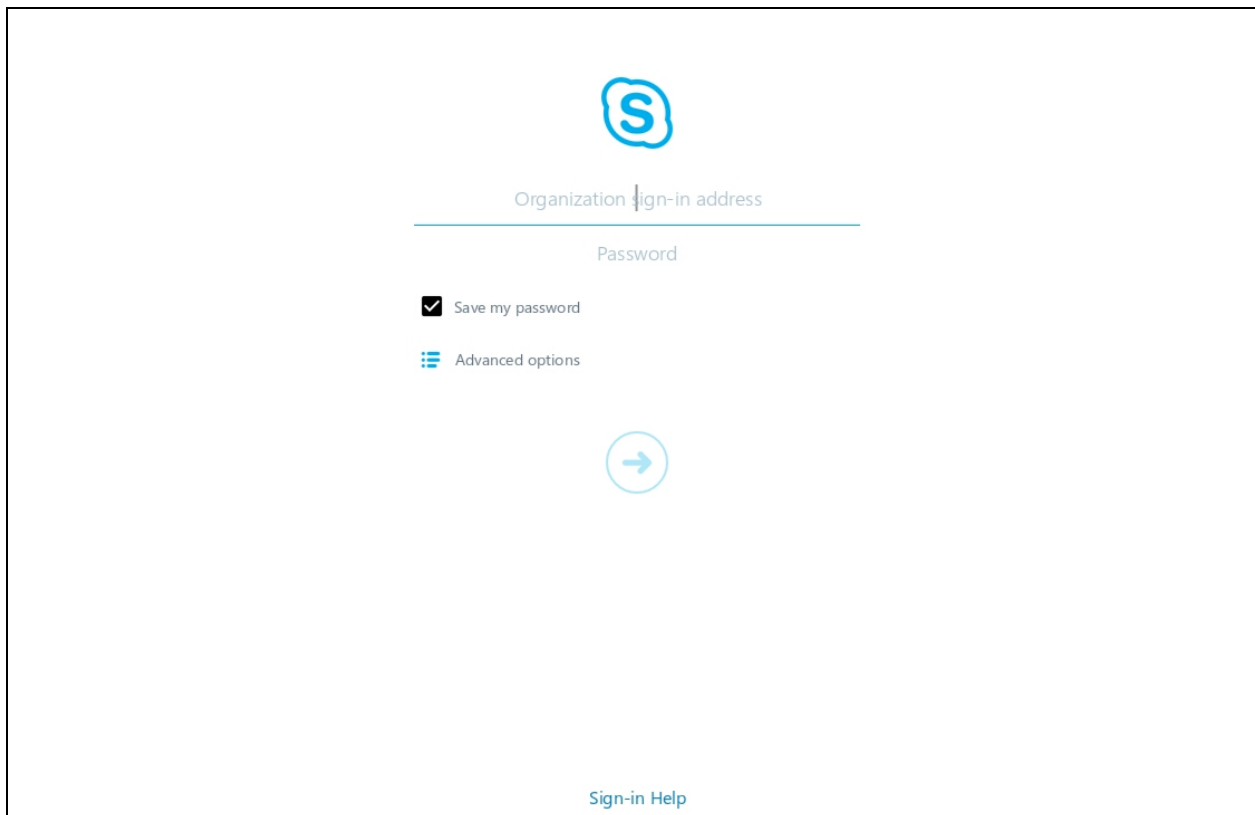 S
Organization sign-in address
Password
Save my password
Advanced options
Sign-in Help